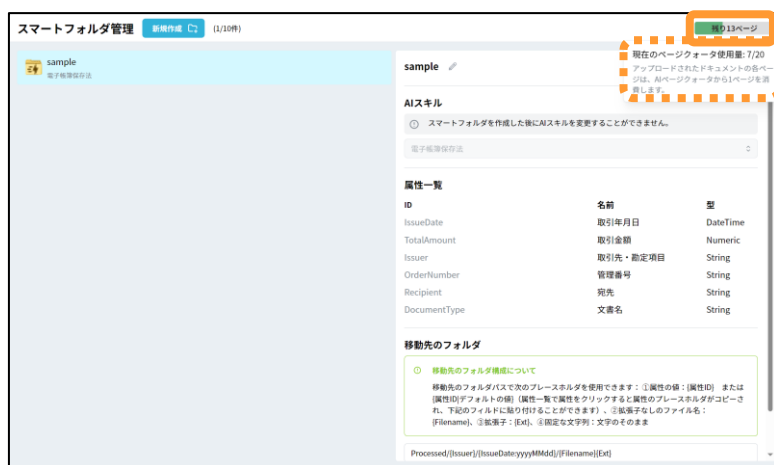 スマートフォルダ管理 新規作成 (1/10件) 残り13ページ
現在のページクォータ使用量: 7/20
アップロードされたドキュメントの各ペー
ジは、AIページクォータから1ページを消
費します。
sample
電子帳簿保存法
sample
AIスキル
スマートフォルダを作成した後にAIスキルを変更することができません。
電子帳簿保存法
属性一覧
ID 名前 型
IssueDate 取引年月日 DateTime
TotalAmount 取引金額 Numeric
Issuer 取引先・勘定項目 String
OrderNumber 管理番号 String
Recipient 宛先 String
DocumentType 文書名 String
移動先のフォルダ
移動先のフォルダ構成について
移動先のフォルダパスで次のプレースホルダを使用できます： ①属性の値：{属性ID} または
{属性ID|デフォルトの値}（属性一覧で属性をクリックすると属性のプレースホルダがコピーさ
れ、下記のフィールドに貼り付けることができます）、②拡張子なしのファイル名：
{Filename}、③拡張子：{Ext}、④固定な文字列：文字のそのまま
Processed/{Issuer}/{IssueDate:yyyyMMdd}/{Filename}{Ext}